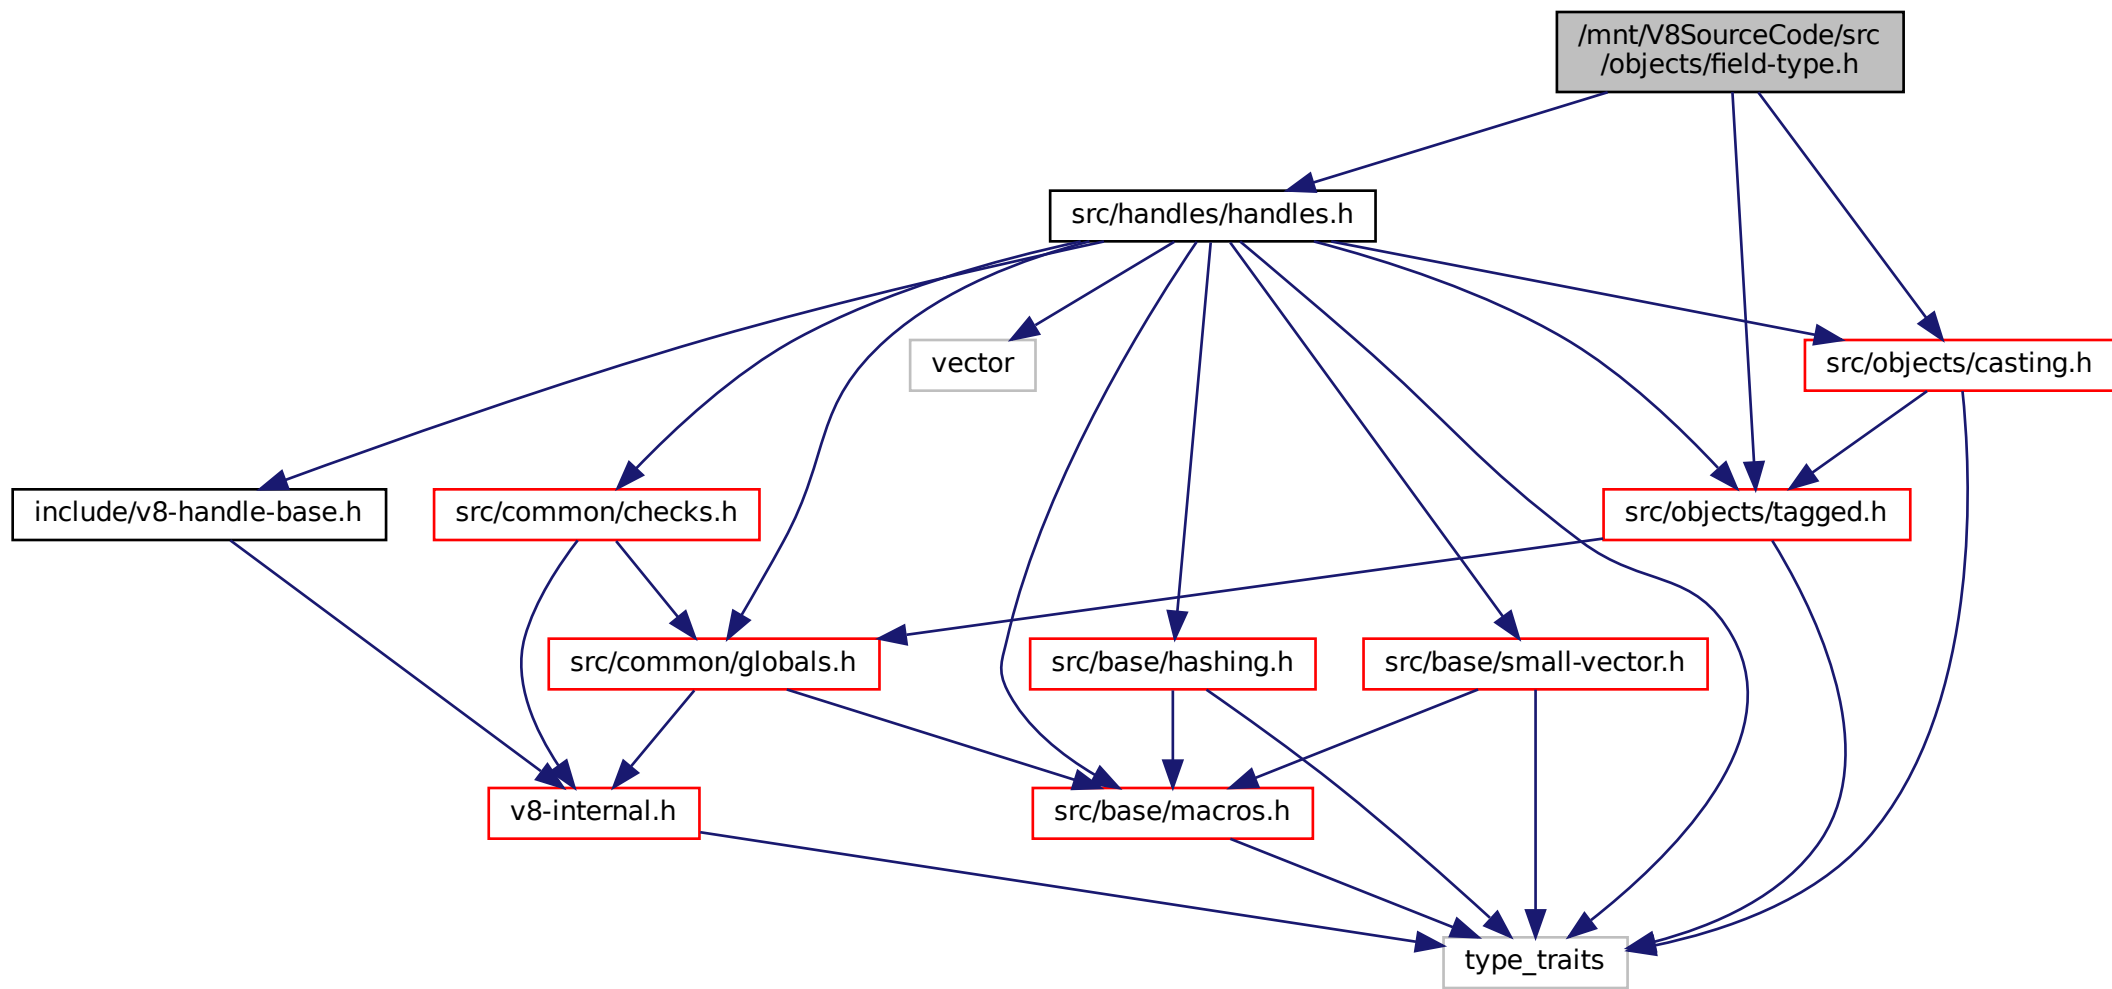 /mnt/V8SourceCode/src
/objects/field-type.h
src/handles/handles.h
vector
src/objects/casting.h
include/v8-handle-base.h
src/common/checks.h
src/objects/tagged.h
src/common/globals.h
src/base/hashing.h
src/base/small-vector.h
v8-internal.h
src/base/macros.h
type_traits